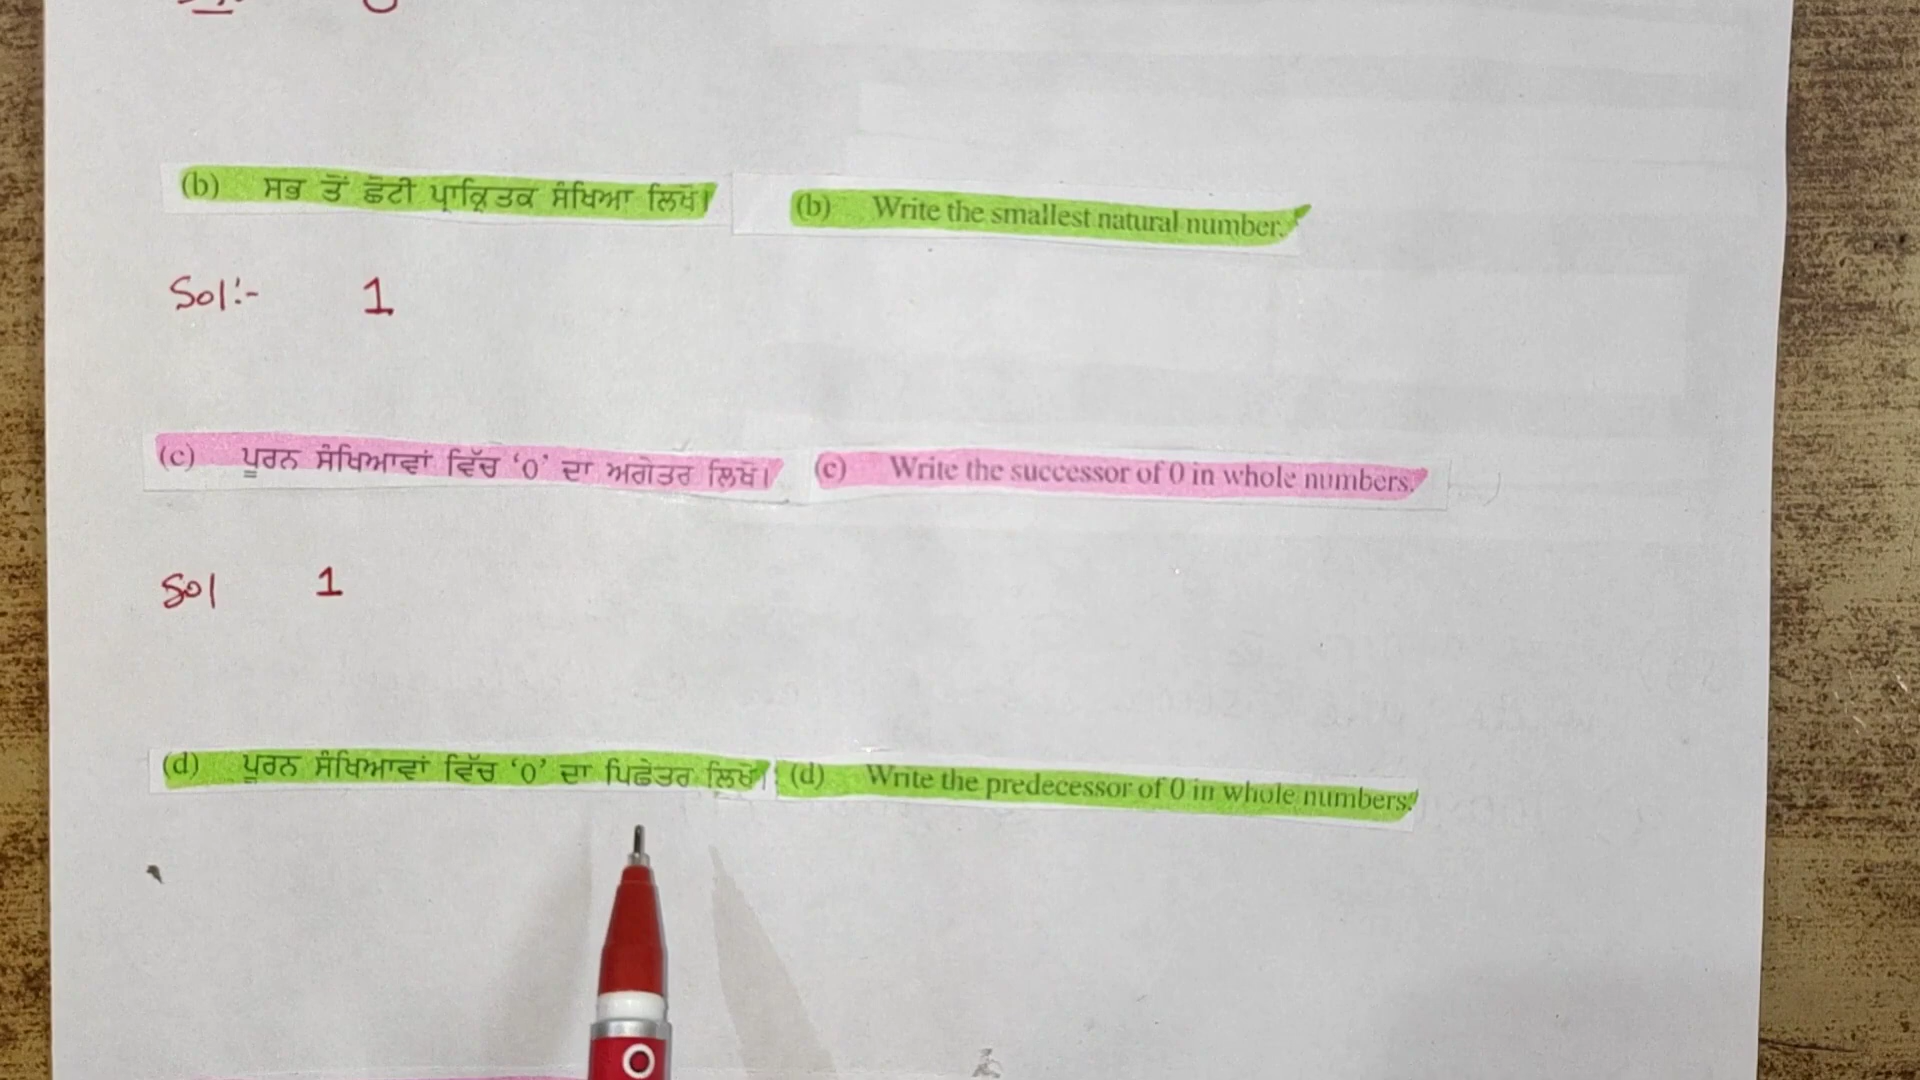 (b) ਸਭ ਤੋਂ ਛੋਟੀ ਪ੍ਰਾਕ੍ਰਿਤਕ ਸੰਖਿਆ ਲਿਖੋ। (b) Write the smallest natural number.
Sol:- 1
(c) ਪੂਰਨ ਸੰਖਿਆਵਾਂ ਵਿੱਚ ‘0’ ਦਾ ਅਗੇਤਰ ਲਿਖੋ। (c) Write the successor of 0 in whole numbers.
Sol 1
(d) ਪੂਰਨ ਸੰਖਿਆਵਾਂ ਵਿੱਚ ‘0’ ਦਾ ਪਿਛੇਤਰ ਲਿਖੋ। (d) Write the predecessor of 0 in whole numbers.